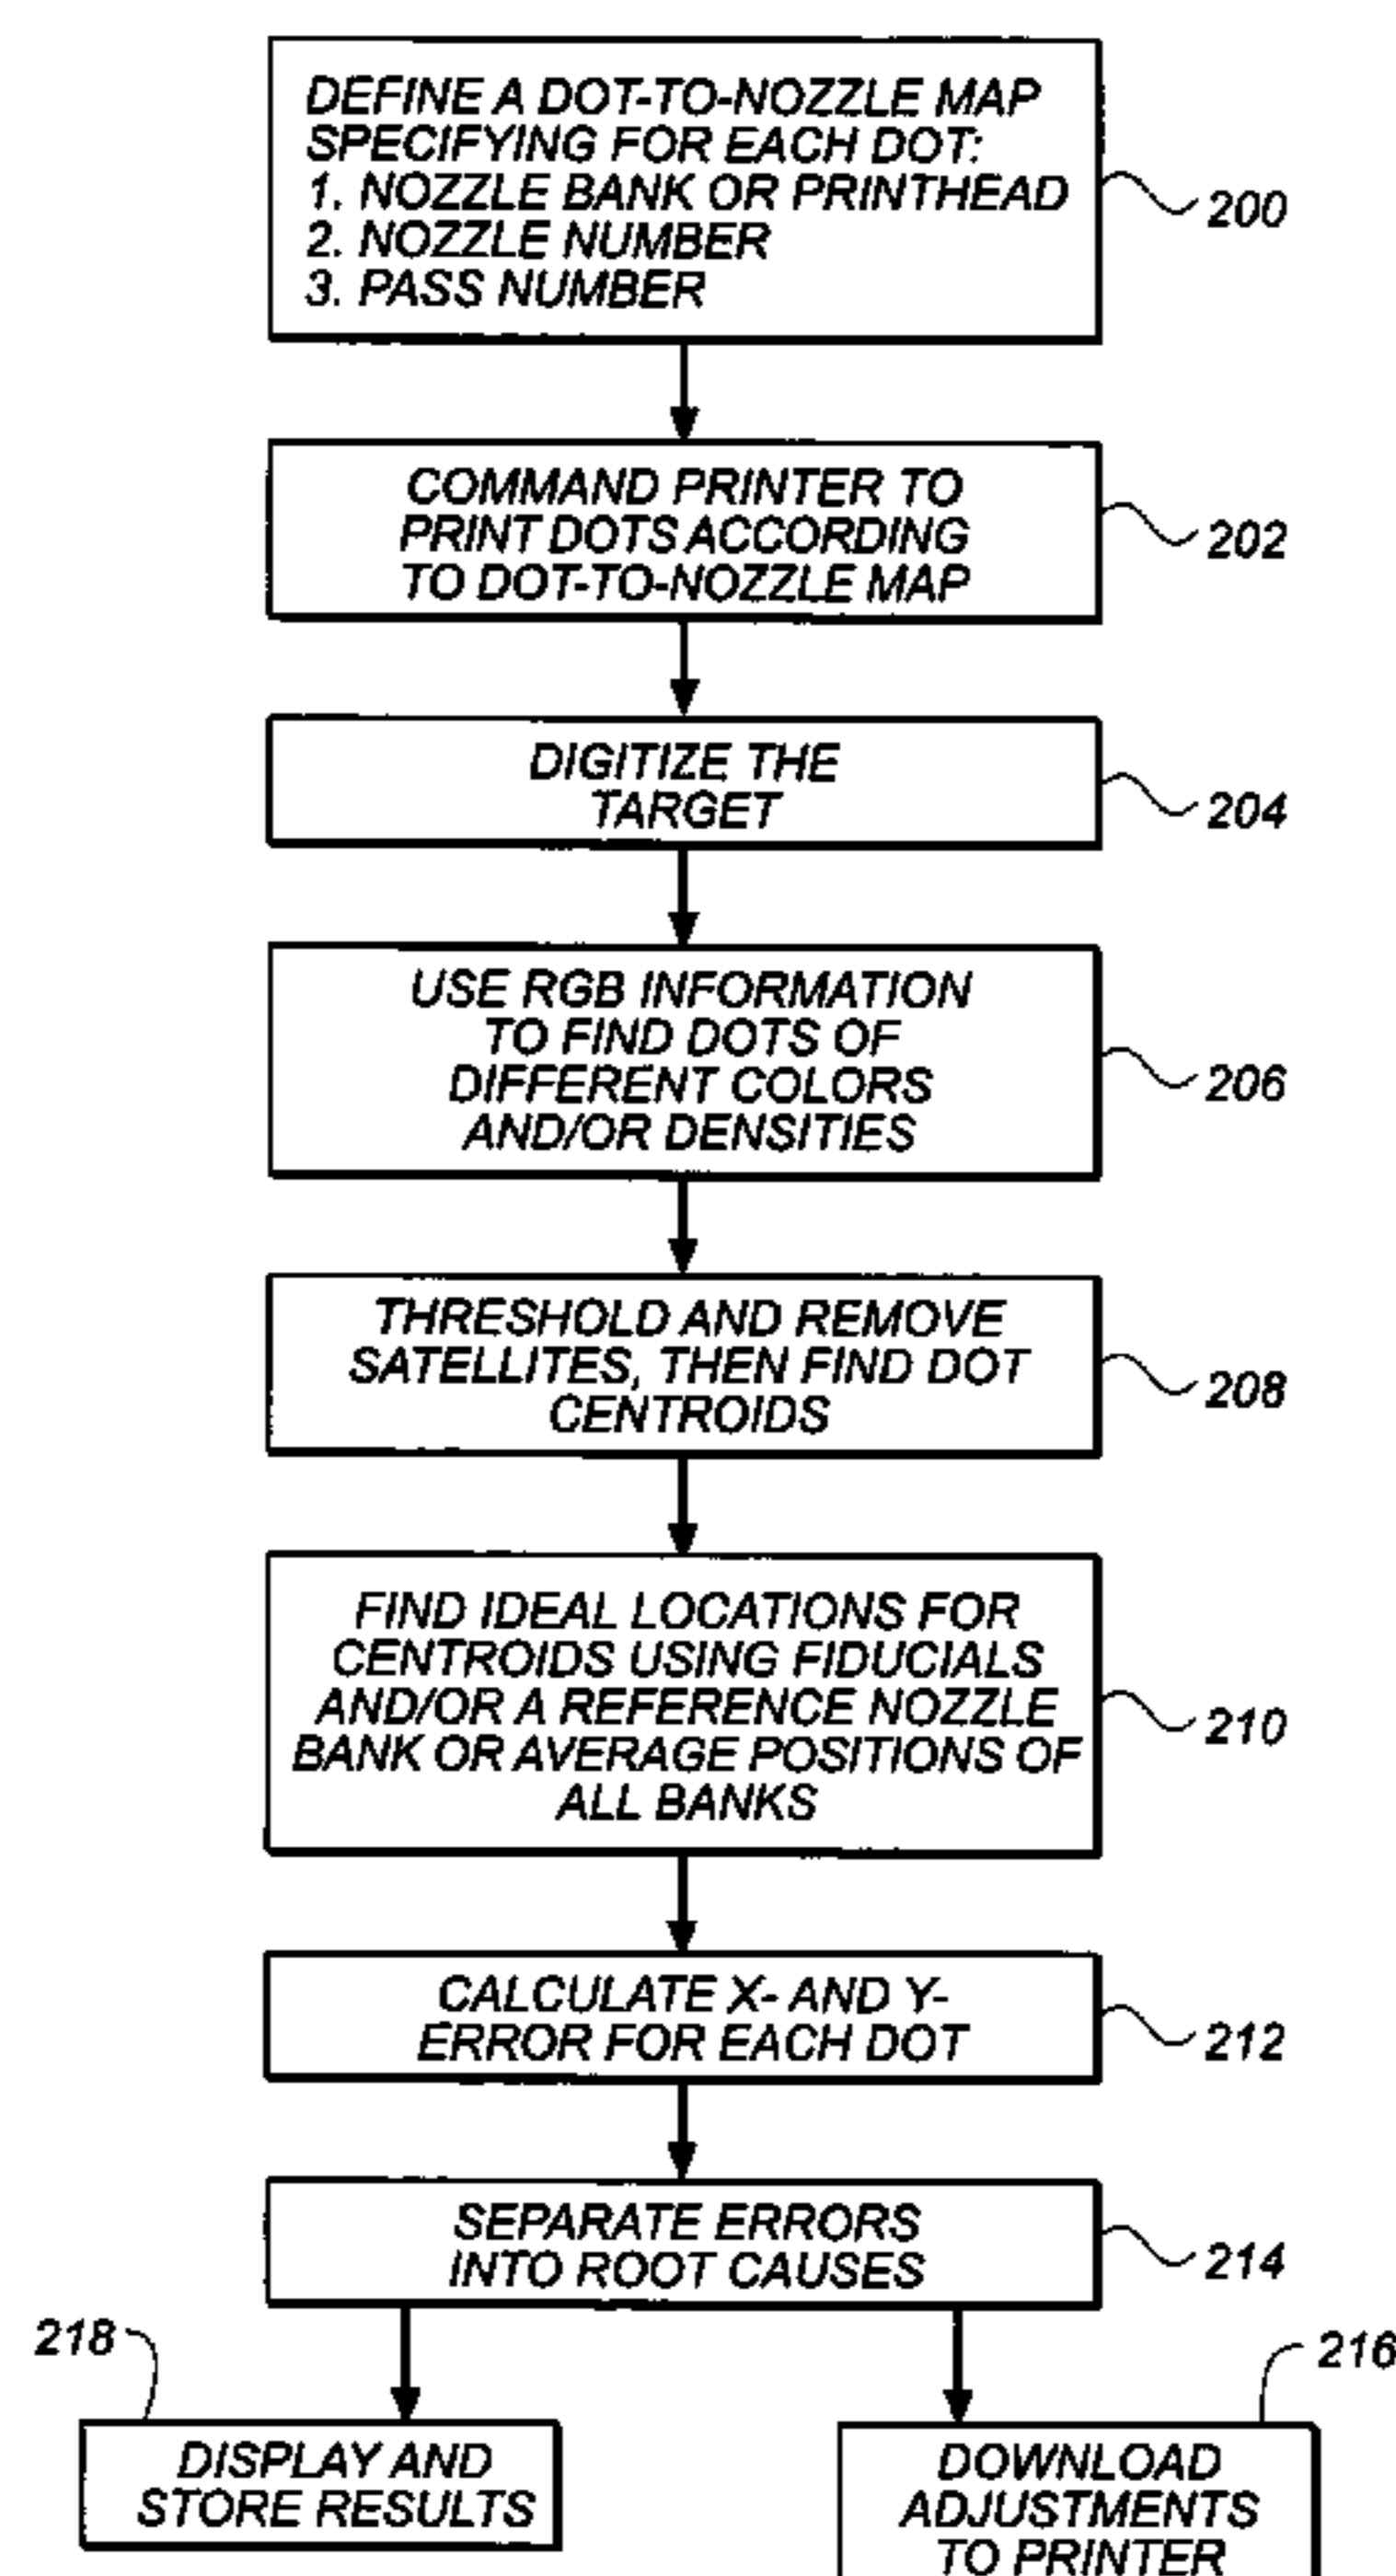 DEFINE A DOT-TO-NOZZLE MAP
SPECIFYING FOR EACH DOT:
1. NOZZLE BANK OR PRINTHEAD
2. NOZZLE NUMBER
3. PASS NUMBER
200
COMMAND PRINTER TO
PRINT DOTS ACCORDING
TO DOT-TO-NOZZLE MAP
202
DIGITIZE THE
TARGET
204
USE RGB INFORMATION
TO FIND DOTS OF
DIFFERENT COLORS
AND/OR DENSITIES
206
THRESHOLD AND REMOVE
SATELLITES, THEN FIND DOT
CENTROIDS
208
FIND IDEAL LOCATIONS FOR
CENTROIDS USING FIDUCIALS
AND/OR A REFERENCE NOZZLE
BANK OR AVERAGE POSITIONS OF
ALL BANKS
210
CALCULATE X- AND Y-
ERROR FOR EACH DOT
212
SEPARATE ERRORS
INTO ROOT CAUSES
214
218
DISPLAY AND
STORE RESULTS
216
DOWNLOAD
ADJUSTMENTS
TO PRINTER